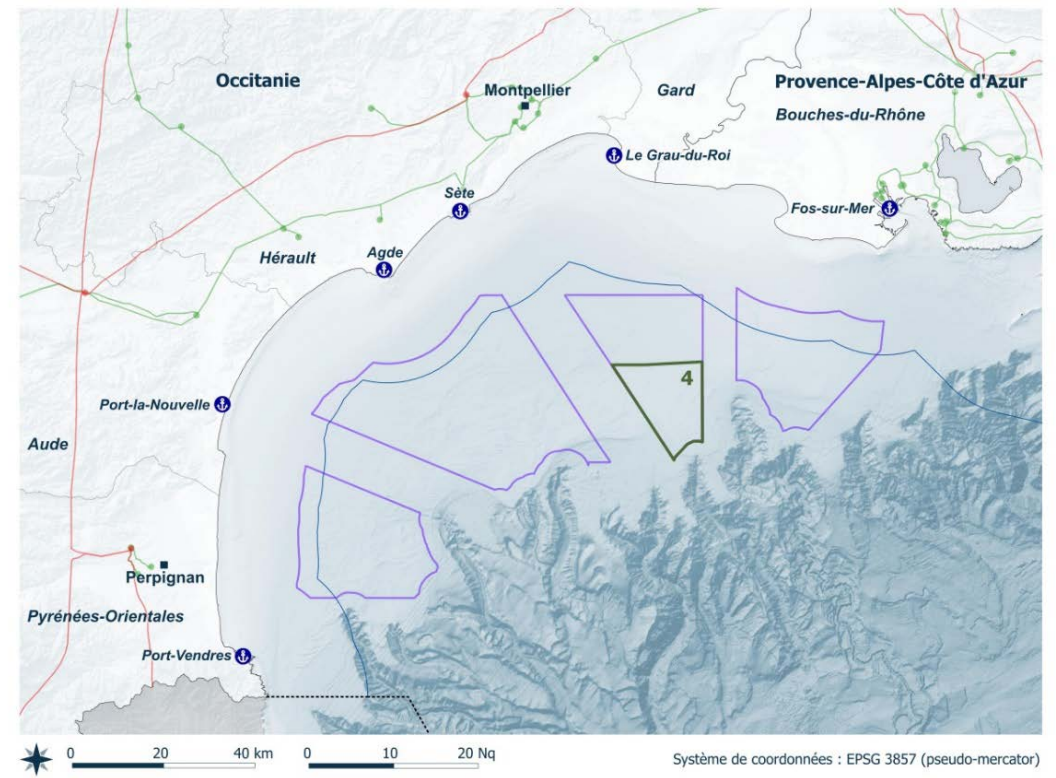 Occitanie
Montpellier
Gard
Provence-Alpes-Côte d'Azur
Bouches-du-Rhône
Le Grau-du-Roi
Sète
Fos-sur-Mer
Agde
Hérault
4
Port-la-Nouvelle
Aude
Perpignan
Pyrénées-Orientales
Port-Vendres
0 20 40 km
0 10 20 Nq
Système de coordonnées : EPSG 3857 (pseudo-mercator)